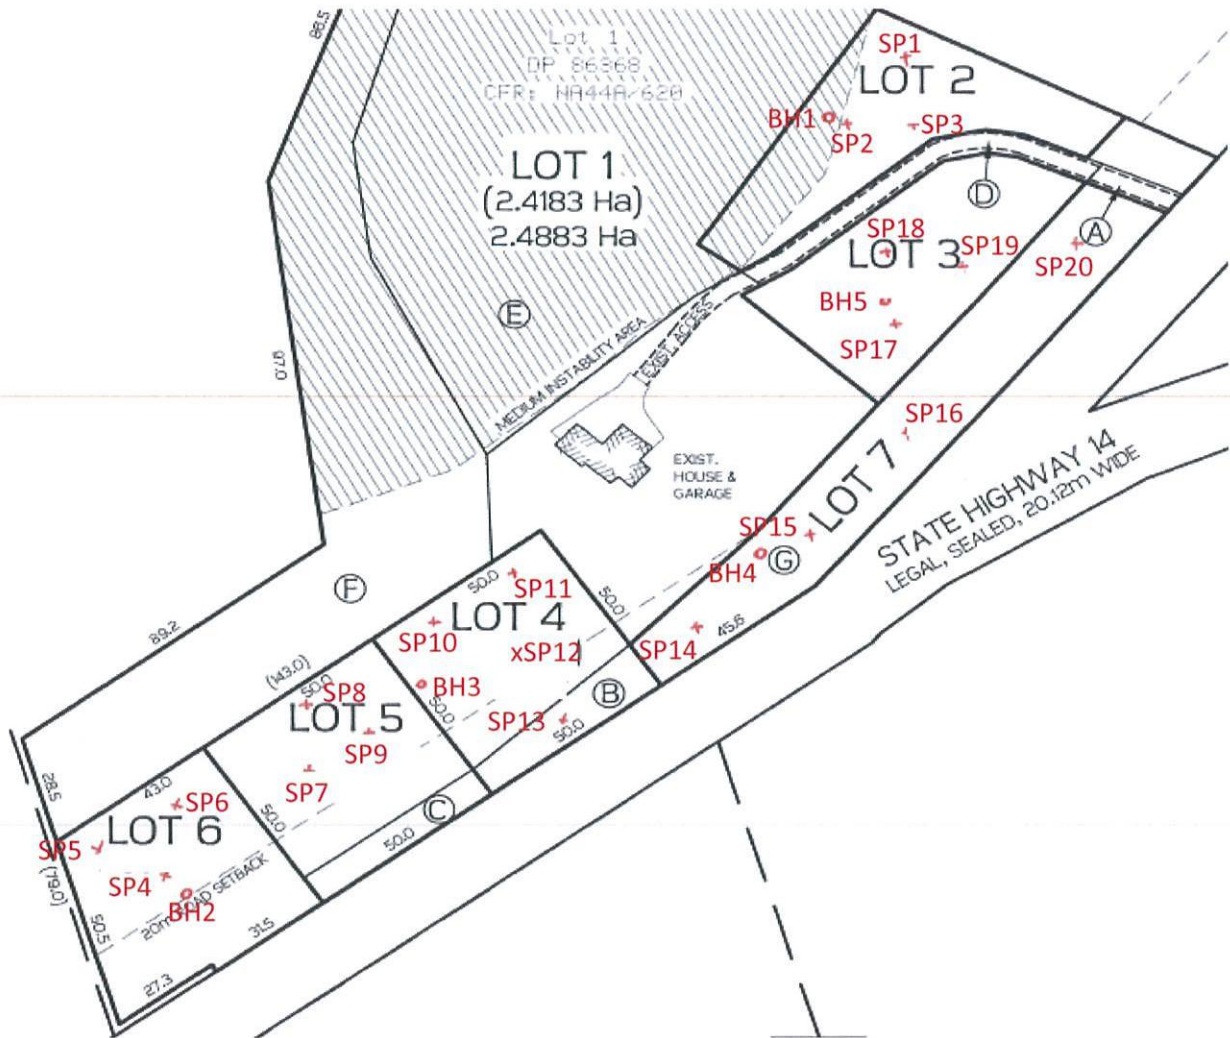 86.5
Lot 1
DP 86368
CFR: NA44A/620
SP1
LOT 2
BH1
SP2
SP3
LOT 1
(2.4183 Ha)
2.4883 Ha
D
A
SP18
LOT 3
SP19
SP20
BH5
SP17
E
MEDIUM INSTABILITY AREA
EXIST. ACCESS
97.0
SP16
EXIST.
HOUSE &
GARAGE
LOT 7
STATE HIGHWAY 14
LEGAL, SEALED, 20.12m WIDE
SP15
BH4
G
F
50.0
SP11
50.0
LOT 4
SP10
xSP12
SP14
45.6
89.2
(143.0)
50.0
SP8
BH3
50.0
B
LOT 5
SP13
50.0
SP9
SP7
28.5
43.0
SP6
50.0
C
50.0
LOT 6
SP5
(79.0)
SP4
BH2
20m ROAD SETBACK
50.5
31.5
27.3